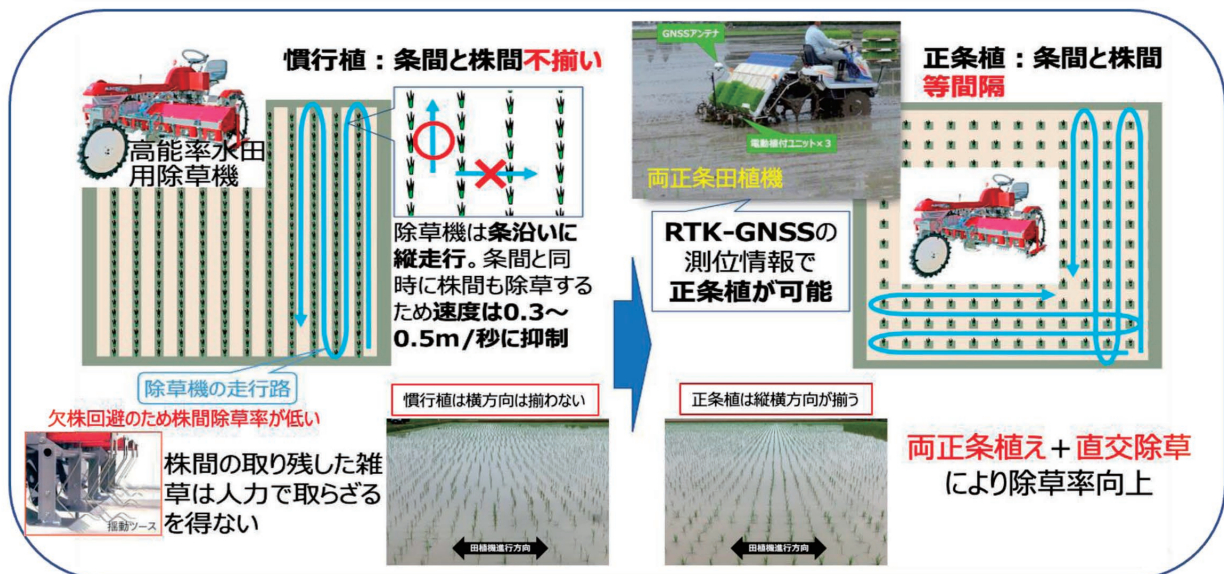 慣行植：条間と株間不揃い
高能率水田
用除草機
除草機は条沿いに
縦走行。条間と同
時に株間も除草する
ため速度は0.3～
0.5m/秒に抑制
除草機の走行路
欠株回避のため株間除草率が低い
株間の取り残した雑
草は人力で取らざる
を得ない
揺動ツース
慣行植は横方向は揃わない
田植機進行方向
GNSSアンテナ
電動植付ユニット×3
両正条田植機
RTK-GNSSの
測位情報で
正条植が可能
正条植：条間と株間
等間隔
正条植は縦横方向が揃う
田植機進行方向
両正条植え＋直交除草
により除草率向上